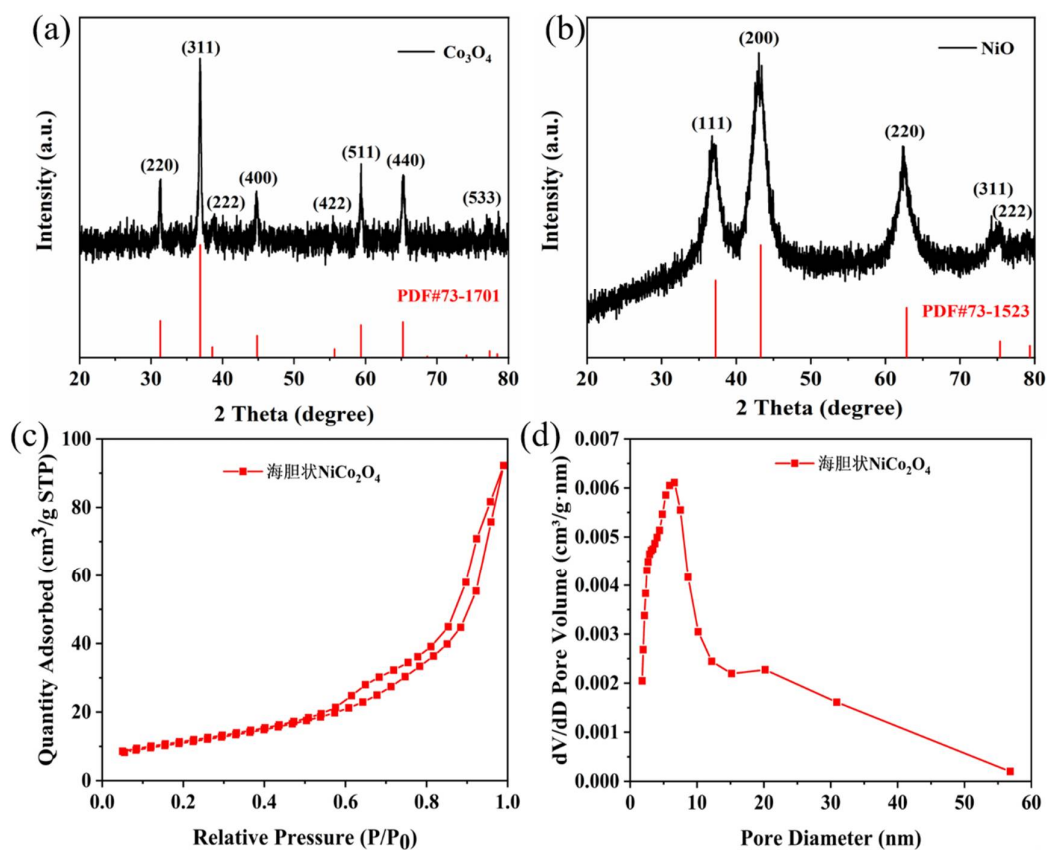 (a)
Co₃O₄
(220)
(311)
(222)
(400)
(422)
(511)
(440)
(533)
PDF#73-1701
Intensity (a.u.)
20 30 40 50 60 70 80
2 Theta (degree)
(b)
NiO
(111)
(200)
(220)
(311)
(222)
PDF#73-1523
Intensity (a.u.)
20 30 40 50 60 70 80
2 Theta (degree)
(c)
海胆状NiCo₂O₄
Quantity Adsorbed (cm³/g STP)
100
80
60
40
20
0
0.0 0.2 0.4 0.6 0.8 1.0
Relative Pressure (P/P₀)
(d)
海胆状NiCo₂O₄
dV/dD Pore Volume (cm³/g·nm)
0.007
0.006
0.005
0.004
0.003
0.002
0.001
0.000
0 10 20 30 40 50 60
Pore Diameter (nm)